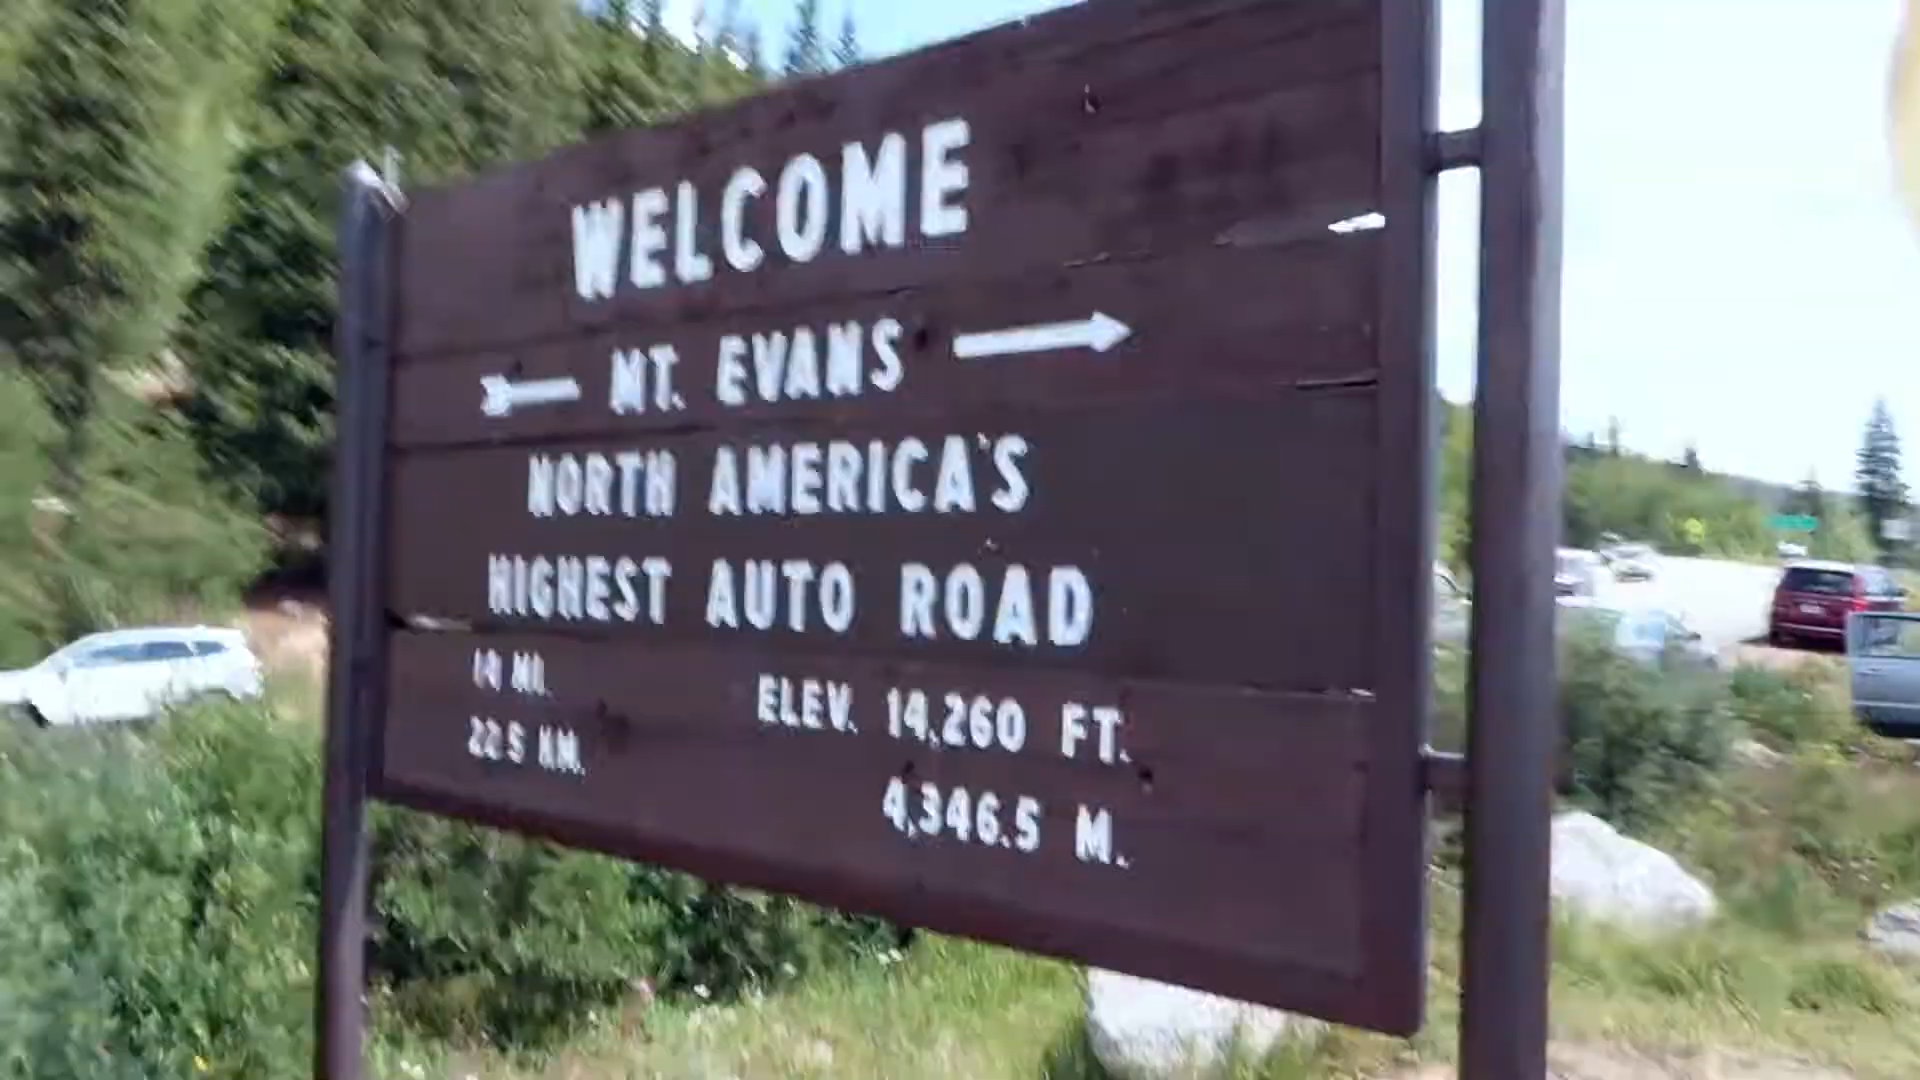 WELCOME
MT. EVANS
NORTH AMERICA'S
HIGHEST AUTO ROAD
14 MI.
ELEV. 14,260 FT.
22.5 KM.
4,346.5 M.